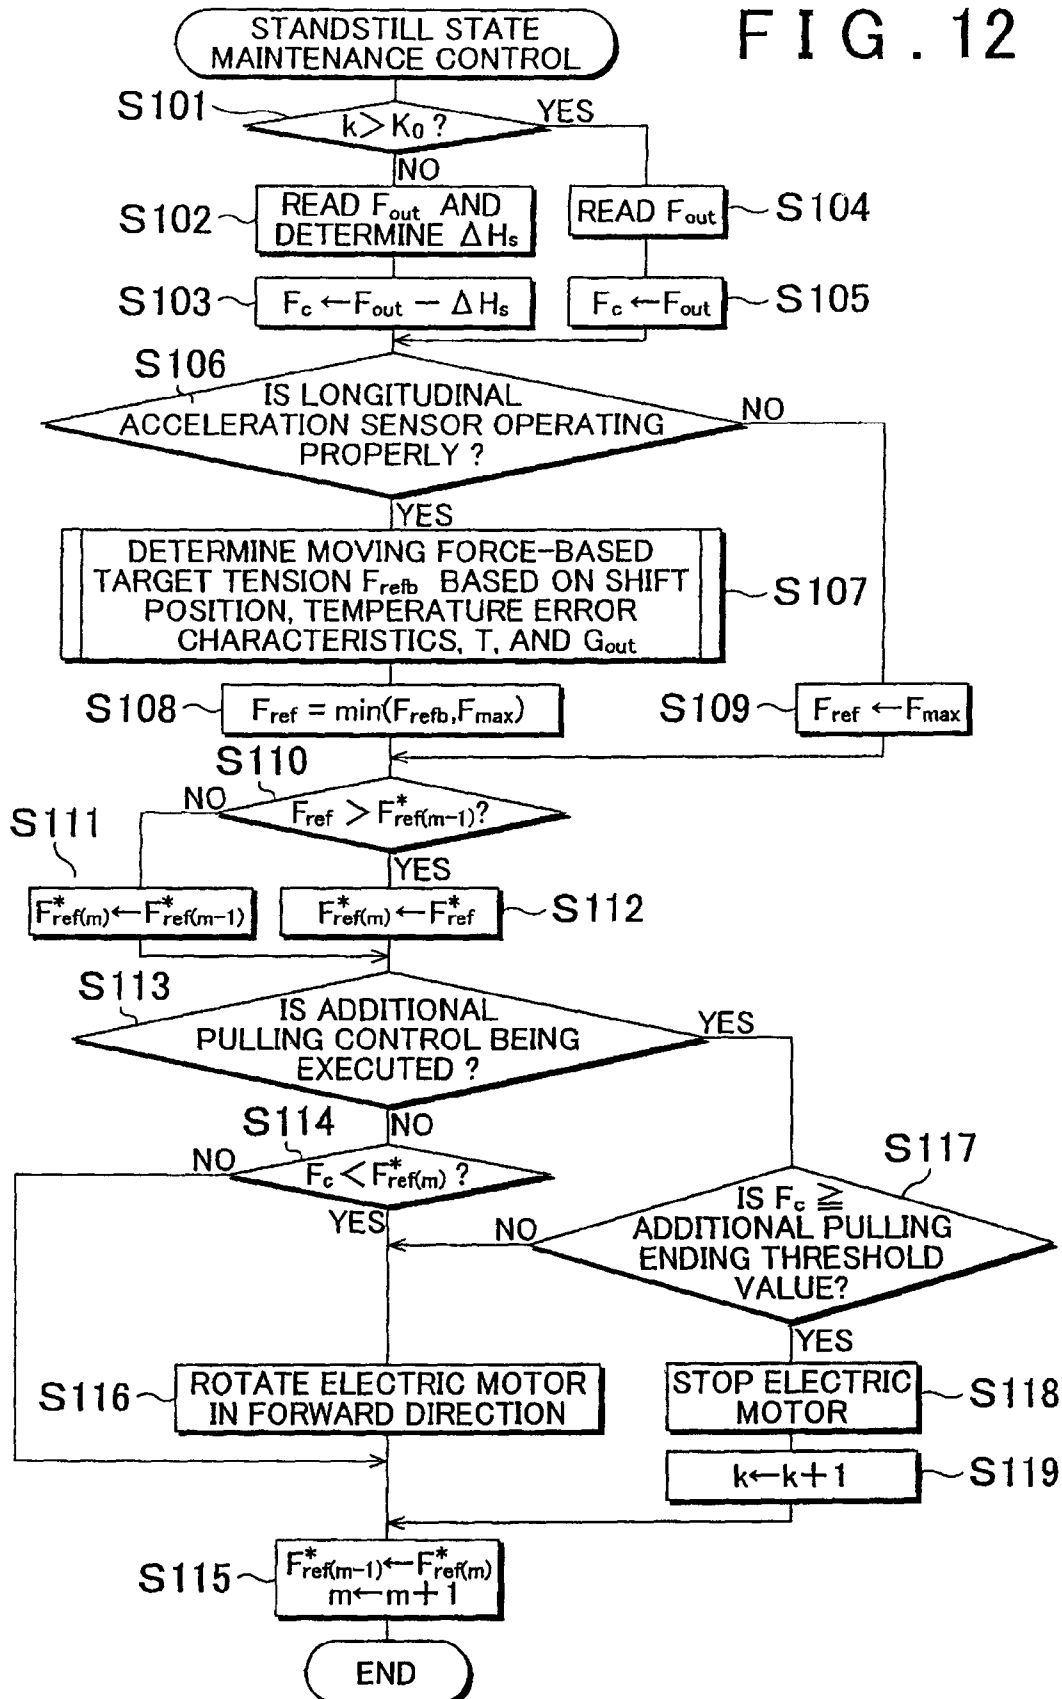 FIG.12
STANDSTILL STATE
MAINTENANCE CONTROL
S101
k > K0 ?
YES
NO
S102
READ Fout AND
DETERMINE ΔHs
READ Fout
S104
S103
Fc ← Fout − ΔHs
Fc ← Fout
S105
S106
IS LONGITUDINAL
ACCELERATION SENSOR OPERATING
PROPERLY ?
NO
YES
DETERMINE MOVING FORCE-BASED
TARGET TENSION Frefb BASED ON SHIFT
POSITION, TEMPERATURE ERROR
CHARACTERISTICS, T, AND Gout
S107
S108
Fref = min(Frefb,Fmax)
S109
Fref ← Fmax
S110
NO
Fref > F*ref(m−1)?
YES
S111
F*ref(m) ← F*ref(m−1)
F*ref(m) ← F*ref
S112
S113
IS ADDITIONAL
PULLING CONTROL BEING
EXECUTED ?
YES
NO
S114
NO
Fc < F*ref(m) ?
YES
S117
IS Fc ≧
ADDITIONAL PULLING
ENDING THRESHOLD
VALUE?
NO
YES
S116
ROTATE ELECTRIC MOTOR
IN FORWARD DIRECTION
STOP ELECTRIC
MOTOR
S118
k←k+1
S119
S115
F*ref(m−1) ← F*ref(m)
m←m+1
END